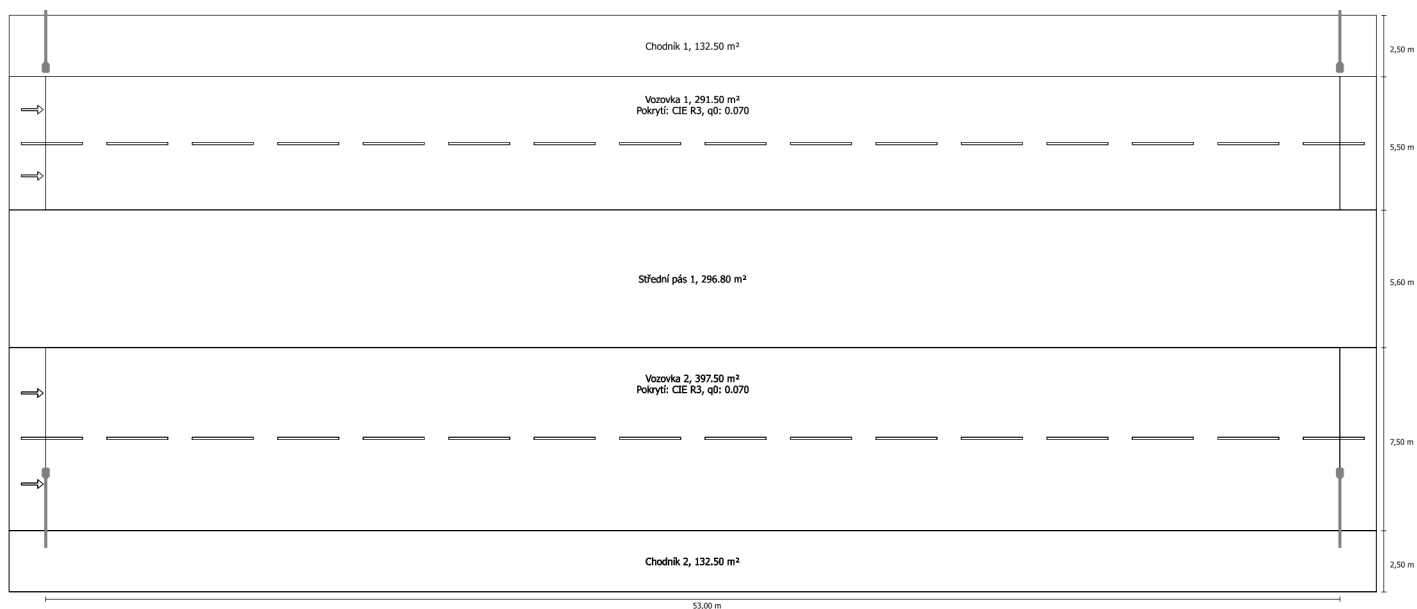 Chodník 1, 132.50 m²
2,50 m
Vozovka 1, 291.50 m²
Pokrytí: CIE R3, q0: 0.070
5,50 m
Střední pás 1, 296.80 m²
5,60 m
Vozovka 2, 397.50 m²
Pokrytí: CIE R3, q0: 0.070
7,50 m
Chodník 2, 132.50 m²
2,50 m
53.00 m